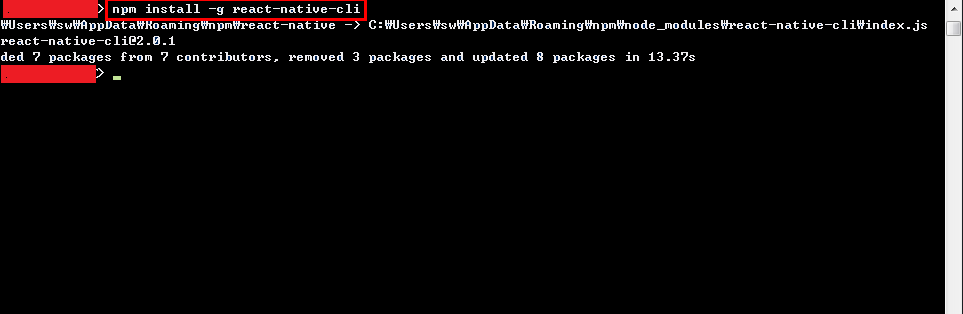 > npm install -g react-native-cli
₩Users₩sw₩AppData₩Roaming₩npm₩react-native -> C:₩Users₩sw₩AppData₩Roaming₩npm₩node_modules₩react-native-cli₩index.js
react-native-cli@2.0.1
ded 7 packages from 7 contributors, removed 3 packages and updated 8 packages in 13.37s
>